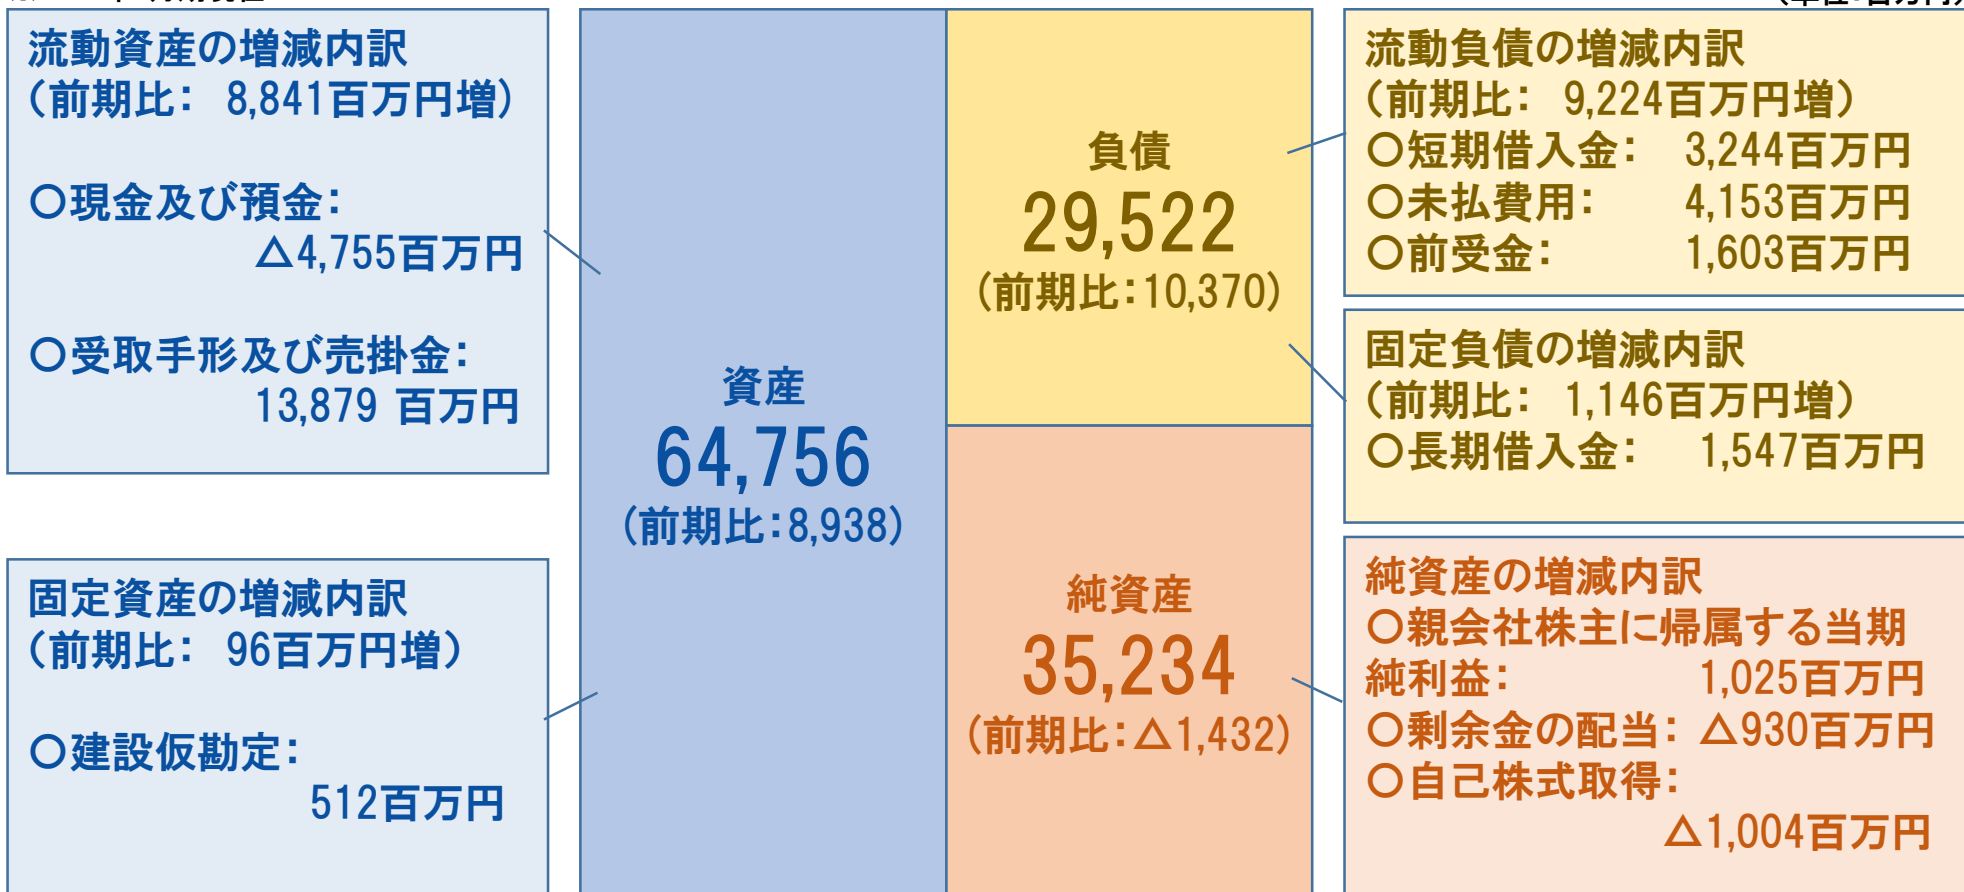 流動資産の増減内訳
(前期比： 8,841百万円増)
〇現金及び預金：
△4,755百万円
〇受取手形及び売掛金：
13,879 百万円
固定資産の増減内訳
(前期比： 96百万円増)
〇建設仮勘定：
512百万円
資産
64,756
(前期比：8,938)
負債
29,522
(前期比：10,370)
純資産
35,234
(前期比：△1,432)
流動負債の増減内訳
(前期比： 9,224百万円増)
〇短期借入金： 3,244百万円
〇未払費用： 4,153百万円
〇前受金： 1,603百万円
固定負債の増減内訳
(前期比： 1,146百万円増)
〇長期借入金： 1,547百万円
純資産の増減内訳
〇親会社株主に帰属する当期
純利益： 1,025百万円
〇剰余金の配当： △930百万円
〇自己株式取得：
△1,004百万円